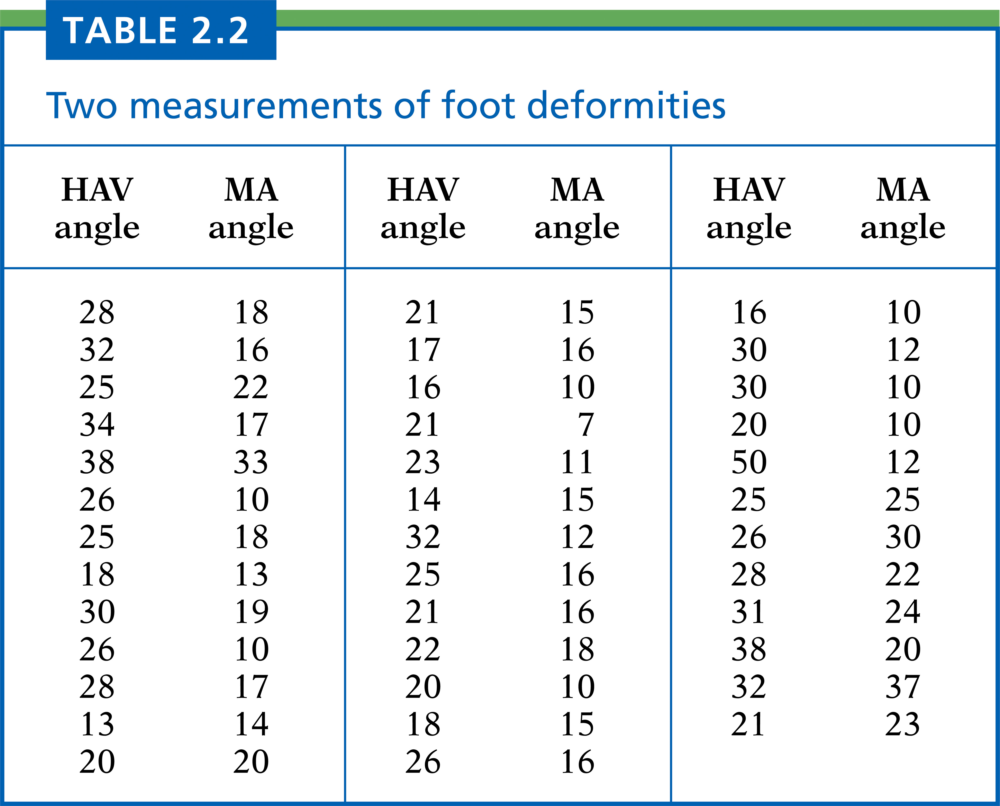 TABLE 2.2
Two measurements of foot deformities
HAV angle MA angle HAV angle MA angle HAV angle MA angle
28 18 21 15 16 10
32 16 17 16 30 12
25 22 16 10 30 10
34 17 21 7 20 10
38 33 23 11 50 12
26 10 14 15 25 25
25 18 32 12 26 30
18 13 25 16 28 22
30 19 21 16 31 24
26 10 22 18 38 20
28 17 20 10 32 37
13 14 18 15 21 23
20 20 26 16